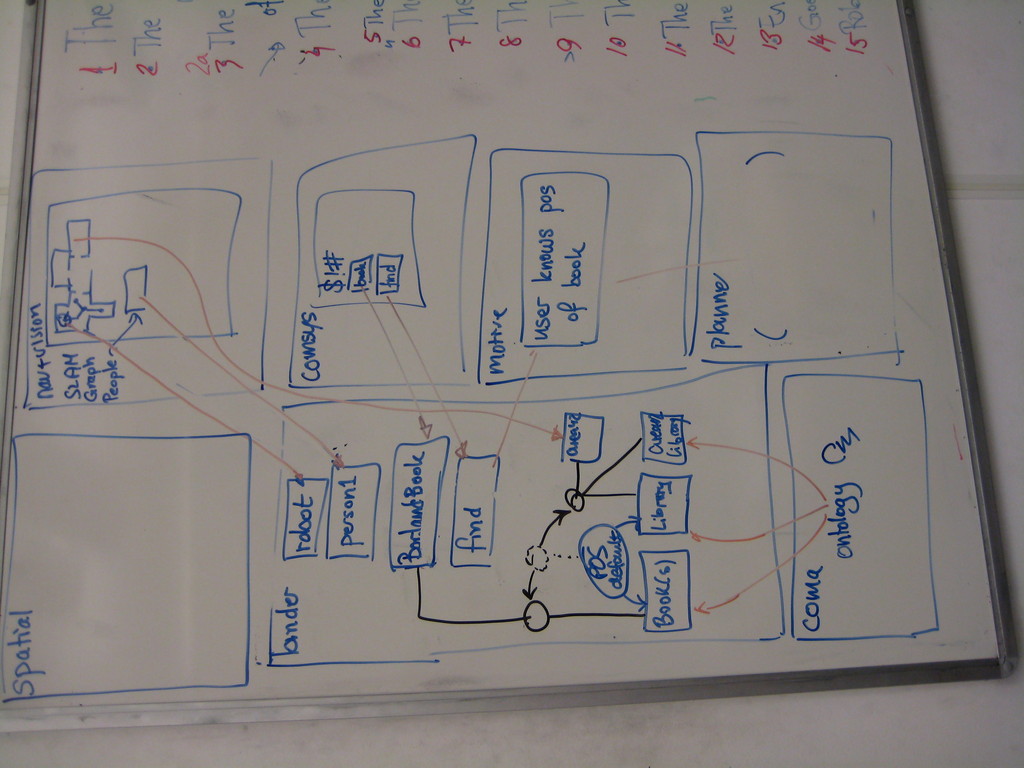 spatial
nav + vision
SLAM
Graph
People
binder
robot
person1
BorlandBook
find
POS
default
Book(s)
Library
area42
area42
library
comsys
$!#
book
find
motive
user knows pos
of book
planner
( )
coma
ontology
1 The
2 The
2a
3 The
of
4 The
5 The
6 The
7 The
8 The
9 Th
10 Th
11 The
12 The
13 En
14 Goo
15 Rob